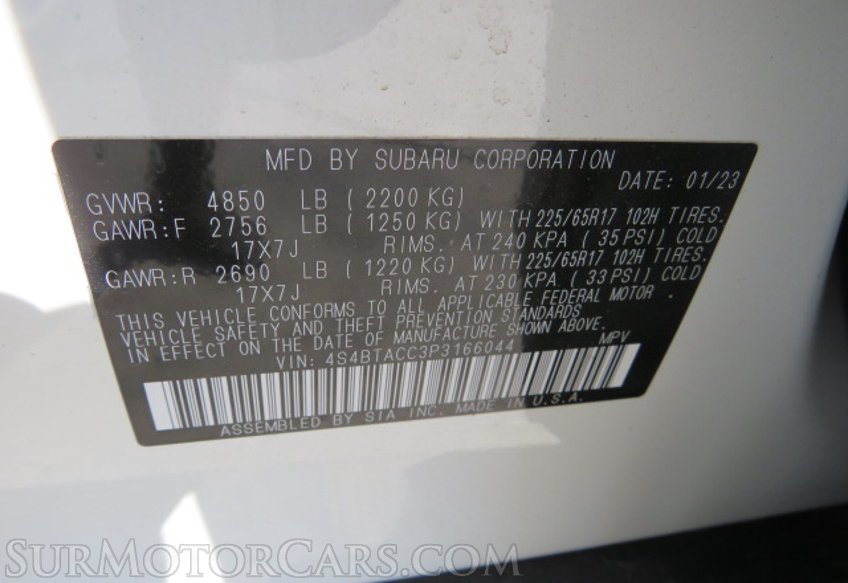 MFD BY SUBARU CORPORATION
DATE: 01/23
GVWR: 4850 LB ( 2200 KG)
GAWR:F 2756 LB ( 1250 KG) WITH 225/65R17 102H TIRES.
17X7J RIMS. AT 240 KPA ( 35 PSI) COLD
GAWR:R 2690 LB ( 1220 KG) WITH 225/65R17 102H TIRES.
17X7J RIMS. AT 230 KPA ( 33 PSI) COLD
THIS VEHICLE CONFORMS TO ALL APPLICABLE FEDERAL MOTOR
VEHICLE SAFETY AND THEFT PREVENTION STANDARDS
IN EFFECT ON THE DATE OF MANUFACTURE SHOWN ABOVE.
VIN: 4S4BTACC3P3166044 MPV
ASSEMBLED BY SIA INC. MADE IN U.S.A.
SURMOTORCARS.COM